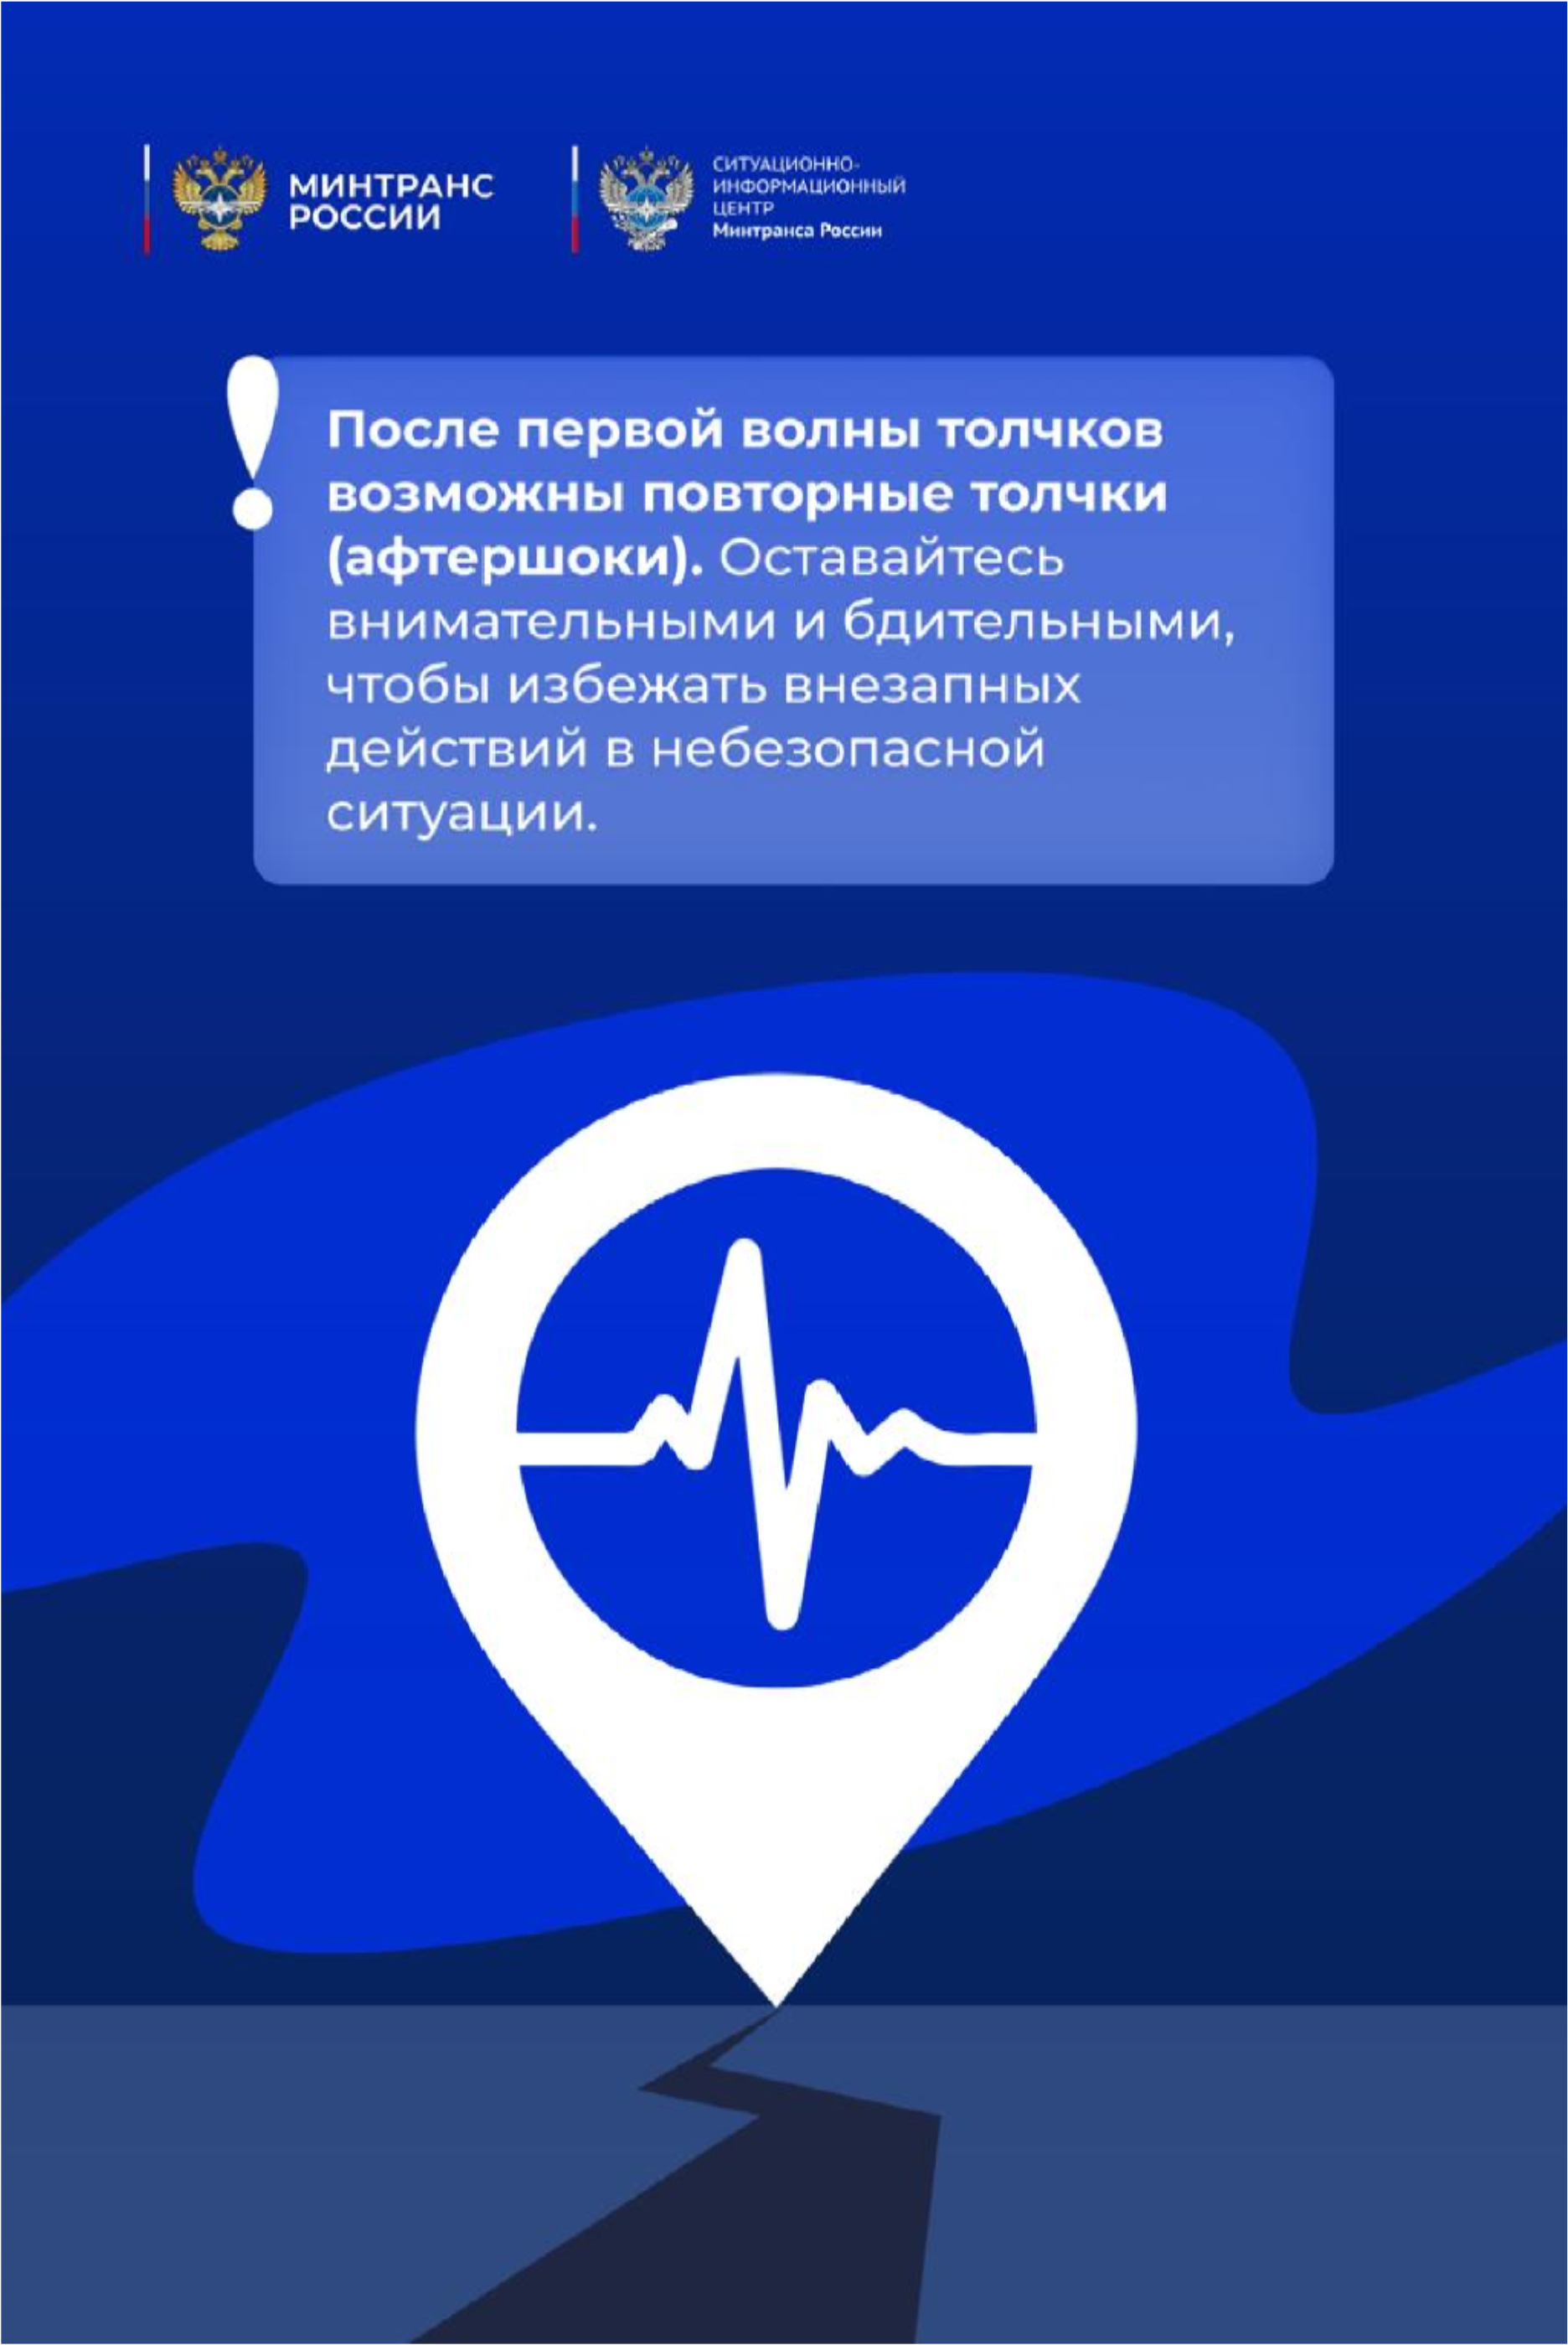 МИНТРАНС
РОССИИ
СИТУАЦИОННО-
ИНФОРМАЦИОННЫЙ
ЦЕНТР
Минтранса России
После первой волны толчков
возможны повторные толчки
(афтершоки). Оставайтесь
внимательными и бдительными,
чтобы избежать внезапных
действий в небезопасной
ситуации.